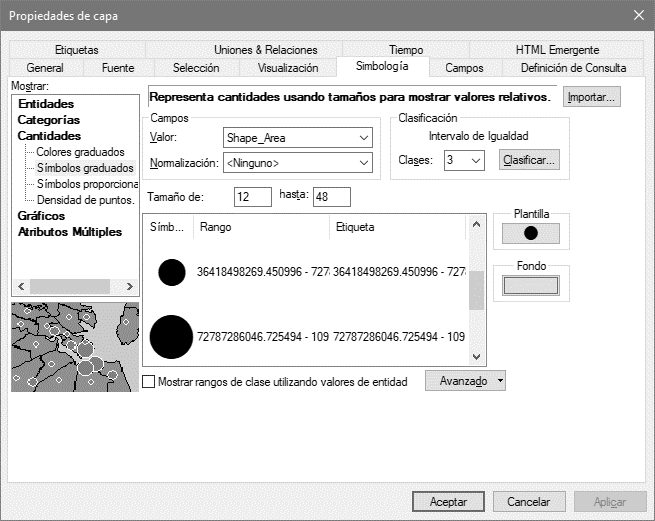 Propiedades de capa
Etiquetas Uniones & Relaciones Tiempo HTML Emergente
General Fuente Selección Visualización Simbología Campos Definición de Consulta
Mostrar:
Entidades
Categorías
Cantidades
Colores graduados
Símbolos graduados
Símbolos proporciona
Densidad de puntos.
Gráficos
Atributos Múltiples
Representa cantidades usando tamaños para mostrar valores relativos.
Importar...
Campos
Valor: Shape_Area
Normalización: <Ninguno>
Clasificación
Intervalo de Igualdad
Clases: 3 Clasificar...
Tamaño de: 12 hasta: 48
Símb... Rango Etiqueta
36418498269.450996 - 727 36418498269.450996 - 727
72787286046.725494 - 109 72787286046.725494 - 109
Plantilla
Fondo
Mostrar rangos de clase utilizando valores de entidad
Avanzado
Aceptar Cancelar Aplicar